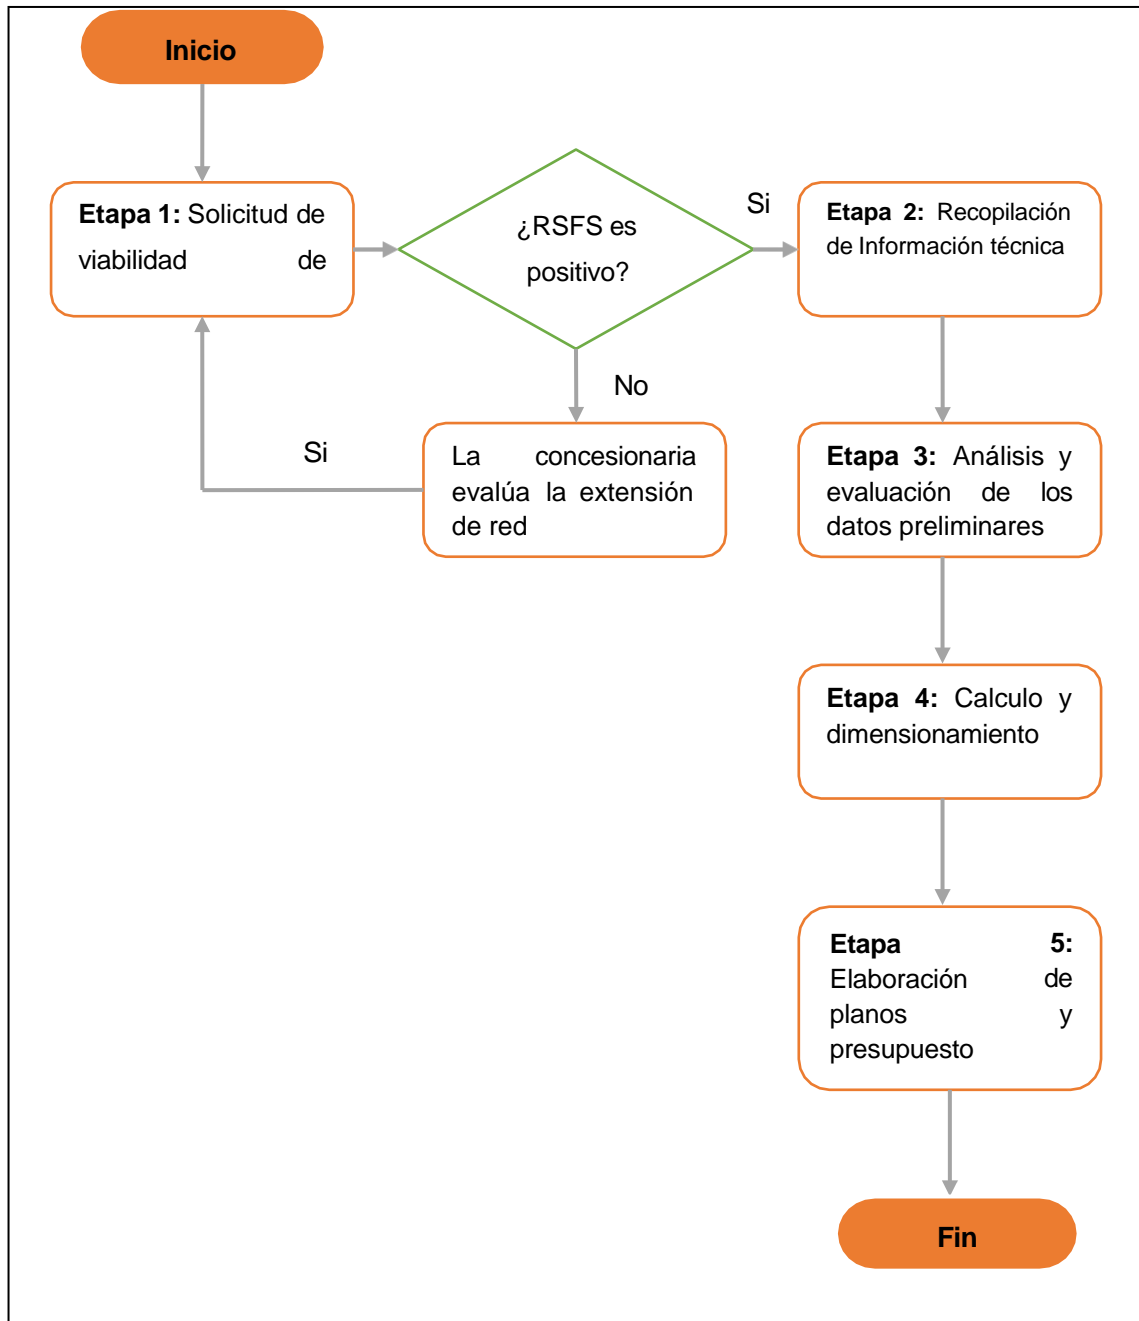 Inicio
Etapa 1: Solicitud de
viabilidad de
¿RSFS es
positivo?
Si
Etapa 2: Recopilación
de Información técnica
No
Si
La concesionaria
evalúa la extensión
de red
Etapa 3: Análisis y
evaluación de los
datos preliminares
Etapa 4: Calculo y
dimensionamiento
Etapa 5:
Elaboración de
planos y
presupuesto
Fin